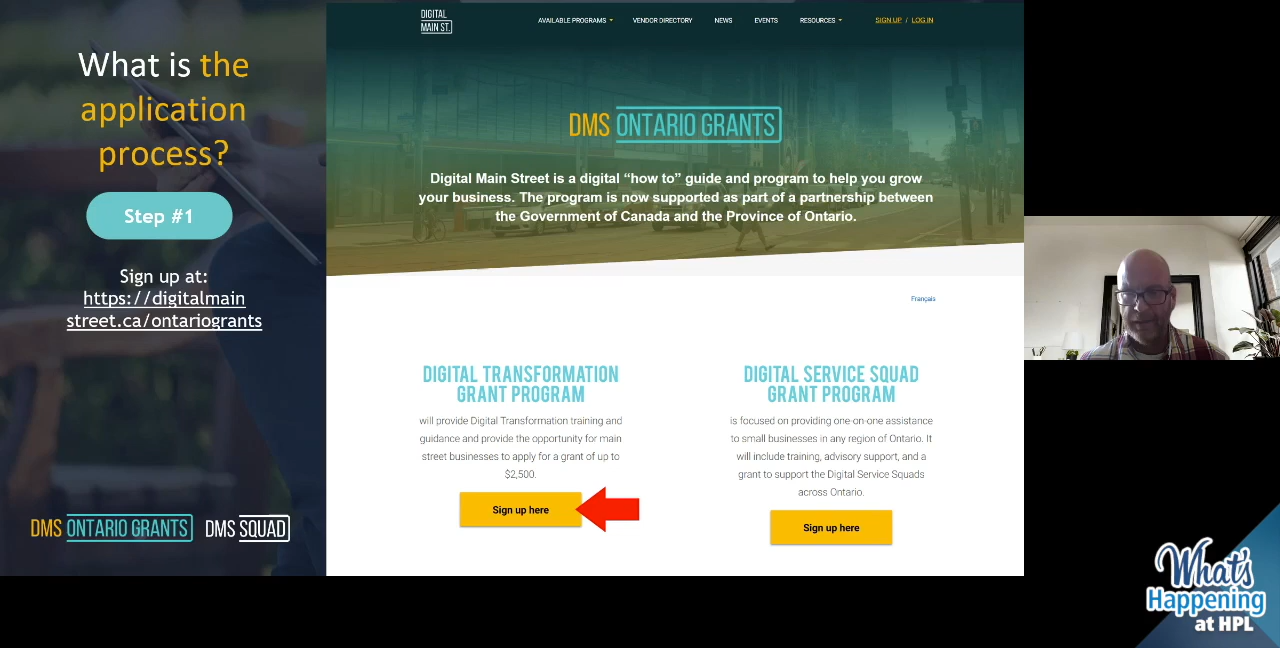 What is the
application
process?
Step #1
Sign up at:
https://digitalmain
street.ca/ontariogrants
DMS ONTARIO GRANTS
DMS SQUAD
DIGITAL
MAIN ST.
AVAILABLE PROGRAMS
VENDOR DIRECTORY
NEWS
EVENTS
RESOURCES
SIGN UP / LOG IN
DMS ONTARIO GRANTS
Digital Main Street is a digital “how to” guide and program to help you grow
your business. The program is now supported as part of a partnership between
the Government of Canada and the Province of Ontario.
Français
DIGITAL TRANSFORMATION
GRANT PROGRAM
will provide Digital Transformation training and
guidance and provide the opportunity for main
street businesses to apply for a grant of up to
$2,500.
Sign up here
DIGITAL SERVICE SQUAD
GRANT PROGRAM
is focused on providing one-on-one assistance
to small businesses in any region of Ontario. It
will include training, advisory support, and a
grant to support the Digital Service Squads
across Ontario.
Sign up here
What's
Happening
at HPL